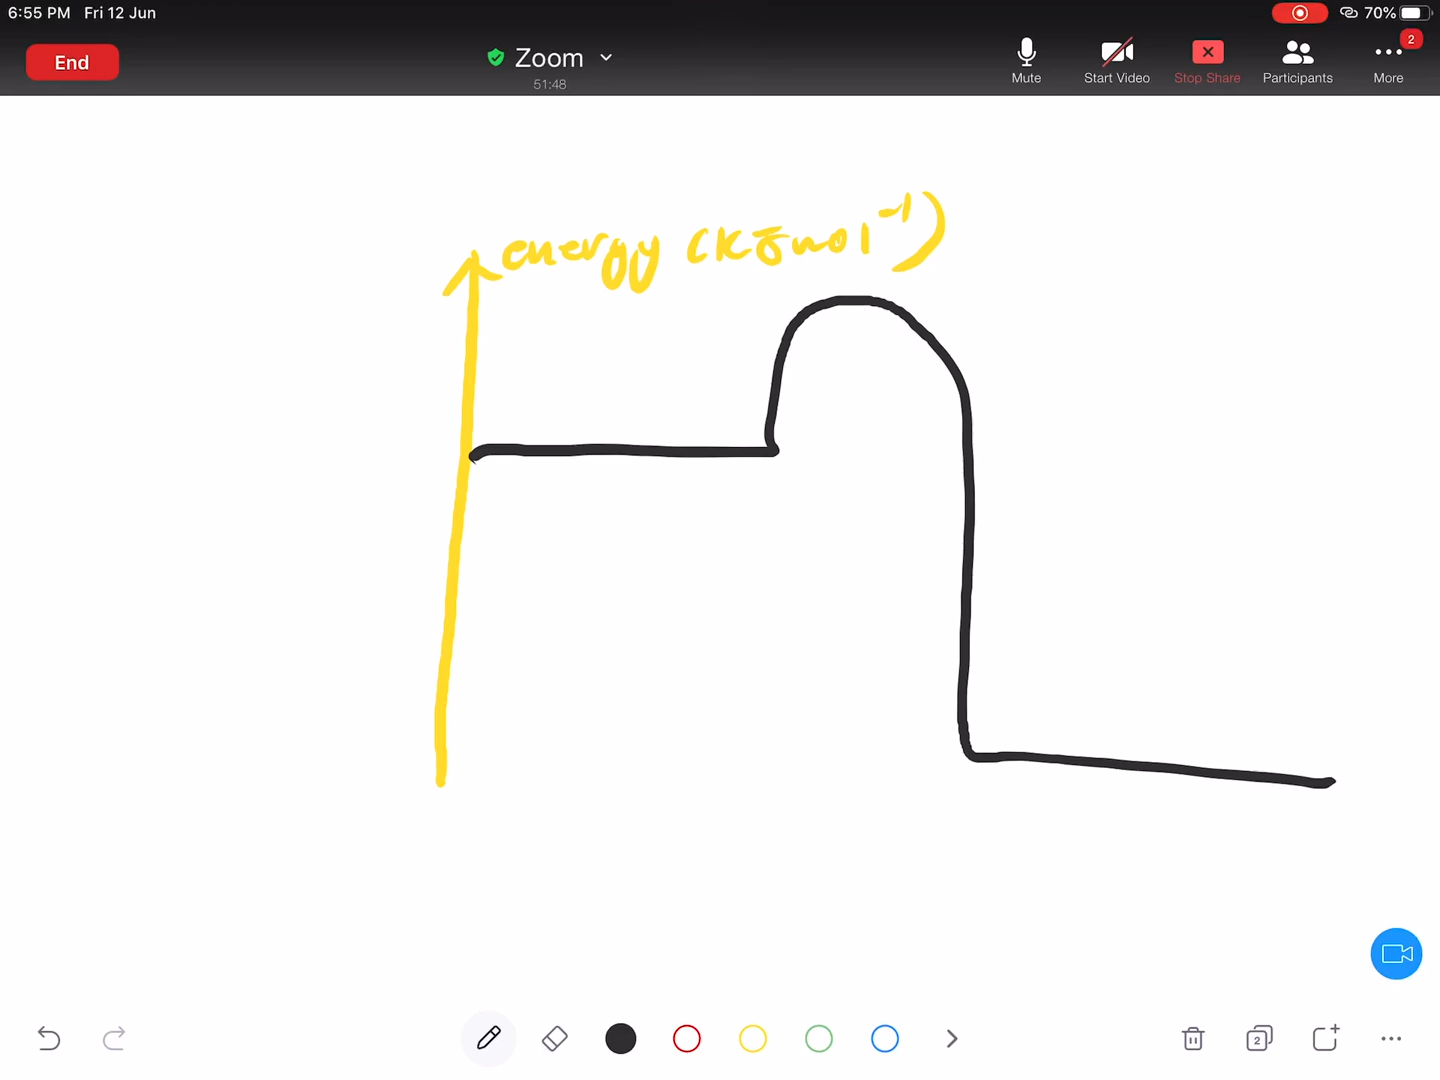 6:55 PM Fri 12 Jun
70%
End
Zoom
51:48
Mute
Start Video
Stop Share
Participants
More
2
energy (KJmol⁻¹)
2